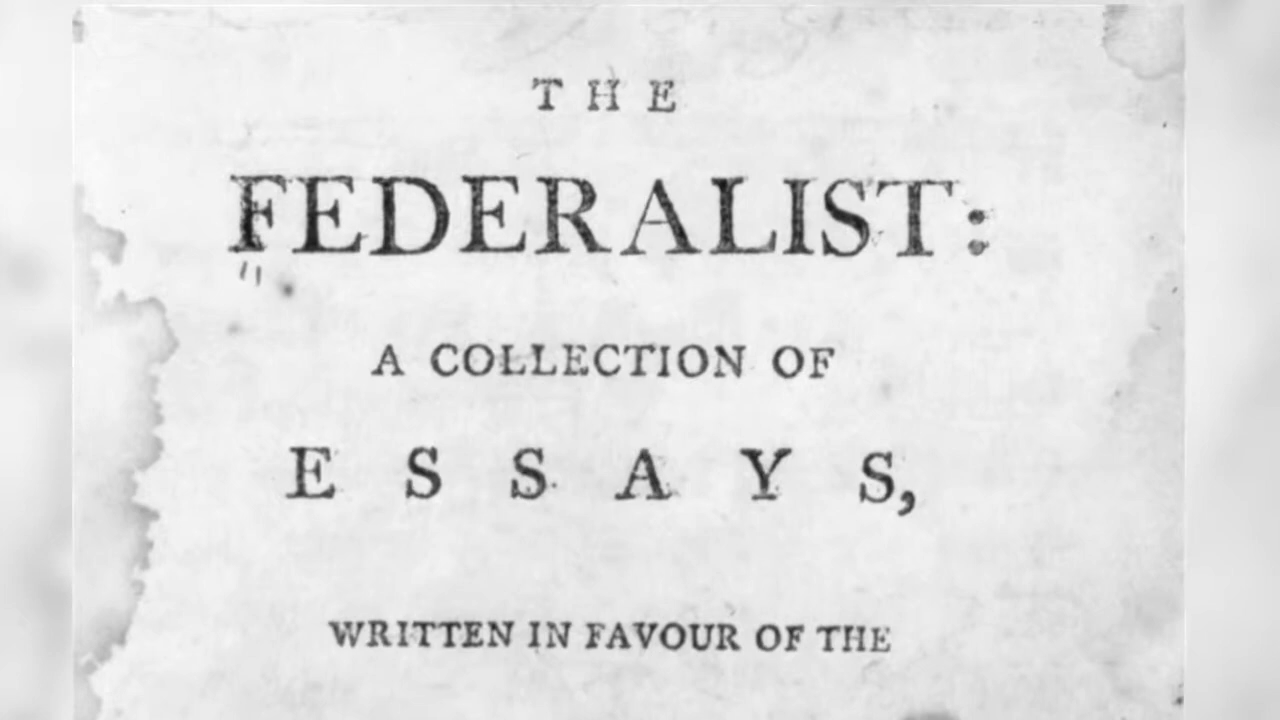 THE
FEDERALIST:
A COLLECTION OF
ESSAYS,
WRITTEN IN FAVOUR OF THE